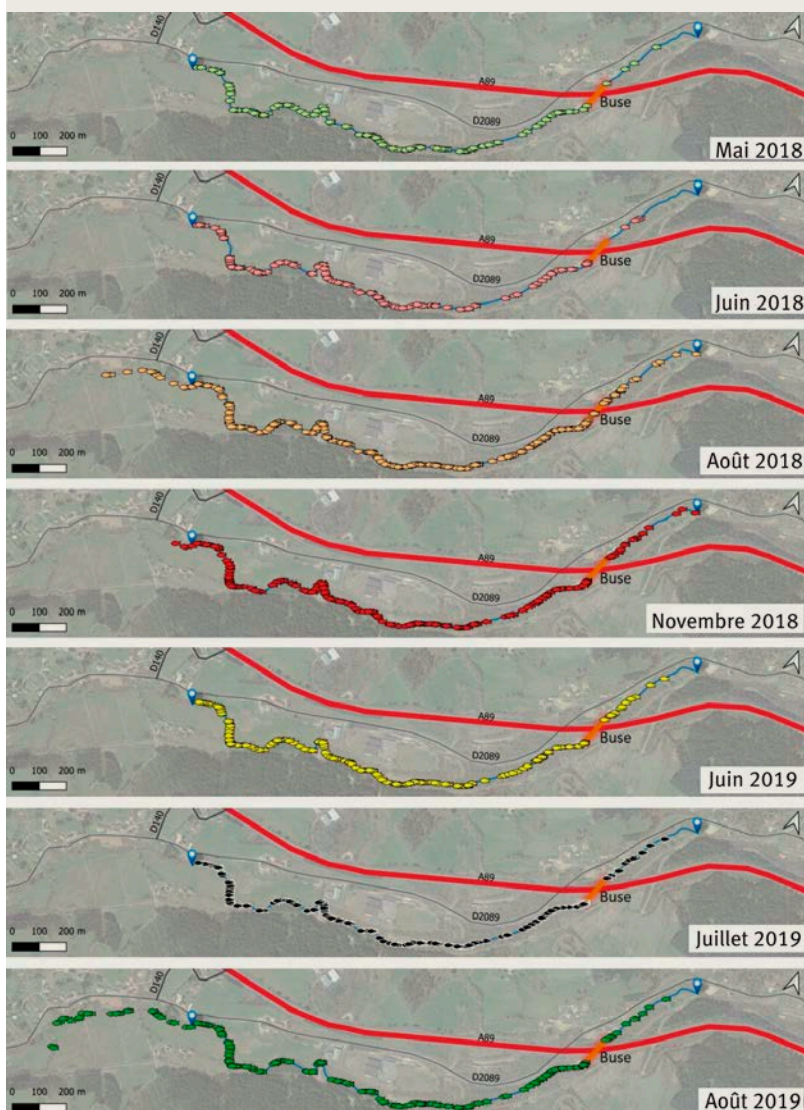 D140
A89
D2089
Buse
0 100 200 m
Mai 2018
D140
A89
D2089
Buse
0 100 200 m
Juin 2018
D140
A89
D2089
Buse
0 100 200 m
Août 2018
D140
A89
D2089
Buse
0 100 200 m
Novembre 2018
D140
A89
D2089
Buse
0 100 200 m
Juin 2019
D140
A89
D2089
Buse
0 100 200 m
Juillet 2019
D140
A89
D2089
Buse
0 100 200 m
Août 2019